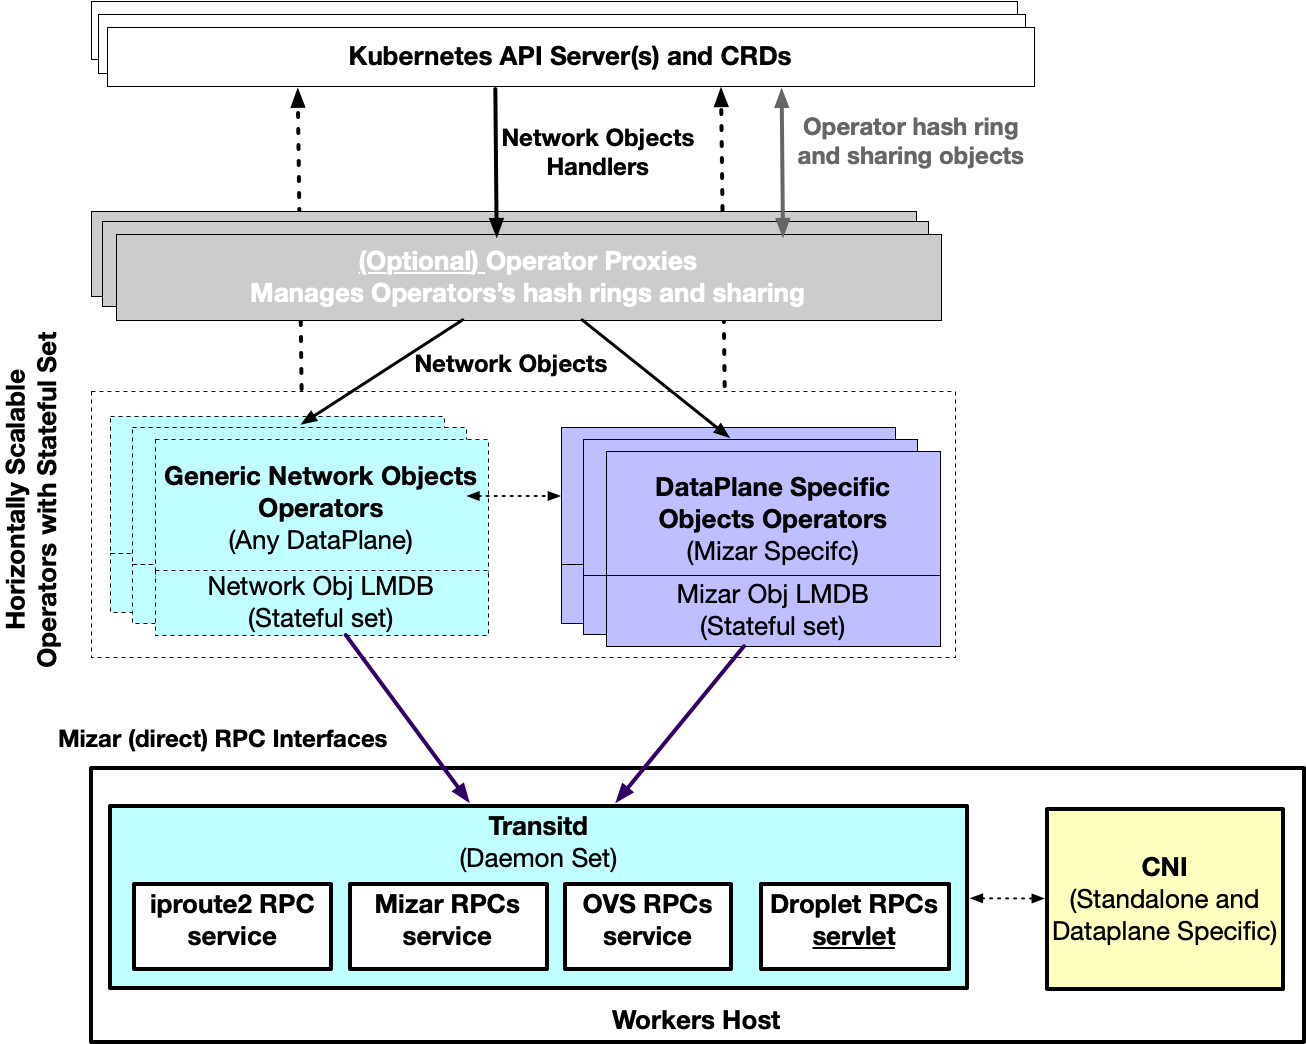 Kubernetes API Server(s) and CRDs
Network Objects
Handlers
Operator hash ring
and sharing objects
(Optional) Operator Proxies
Manages Operators's hash rings and sharing
Network Objects
Horizontally Scalable
Operators with Stateful Set
Generic Network Objects
Operators
(Any DataPlane)
Network Obj LMDB
(Stateful set)
DataPlane Specific
Objects Operators
(Mizar Specifc)
Mizar Obj LMDB
(Stateful set)
Mizar (direct) RPC Interfaces
Transitd
(Daemon Set)
iproute2 RPC
service
Mizar RPCs
service
OVS RPCs
service
Droplet RPCs
servlet
CNI
(Standalone and
Dataplane Specific)
Workers Host